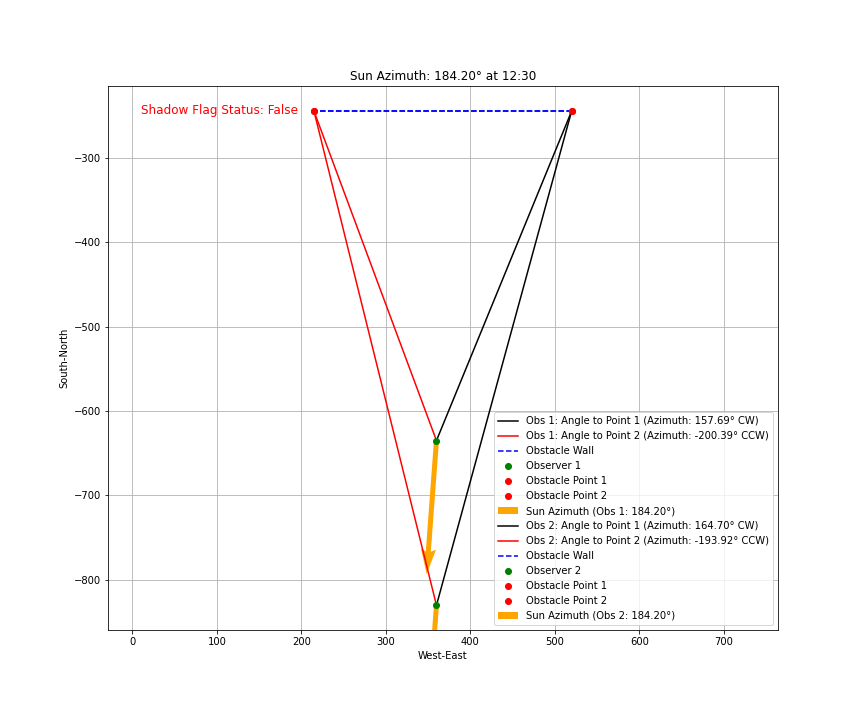 Sun Azimuth: 184.20° at 12:30
Shadow Flag Status: False
−300
−400
−500
−600
−700
−800
South-North
Obs 1: Angle to Point 1 (Azimuth: 157.69° CW)
Obs 1: Angle to Point 2 (Azimuth: -200.39° CCW)
Obstacle Wall
Observer 1
Obstacle Point 1
Obstacle Point 2
Sun Azimuth (Obs 1: 184.20°)
Obs 2: Angle to Point 1 (Azimuth: 164.70° CW)
Obs 2: Angle to Point 2 (Azimuth: -193.92° CCW)
Obstacle Wall
Observer 2
Obstacle Point 1
Obstacle Point 2
Sun Azimuth (Obs 2: 184.20°)
0 100 200 300 400 500 600 700
West-East